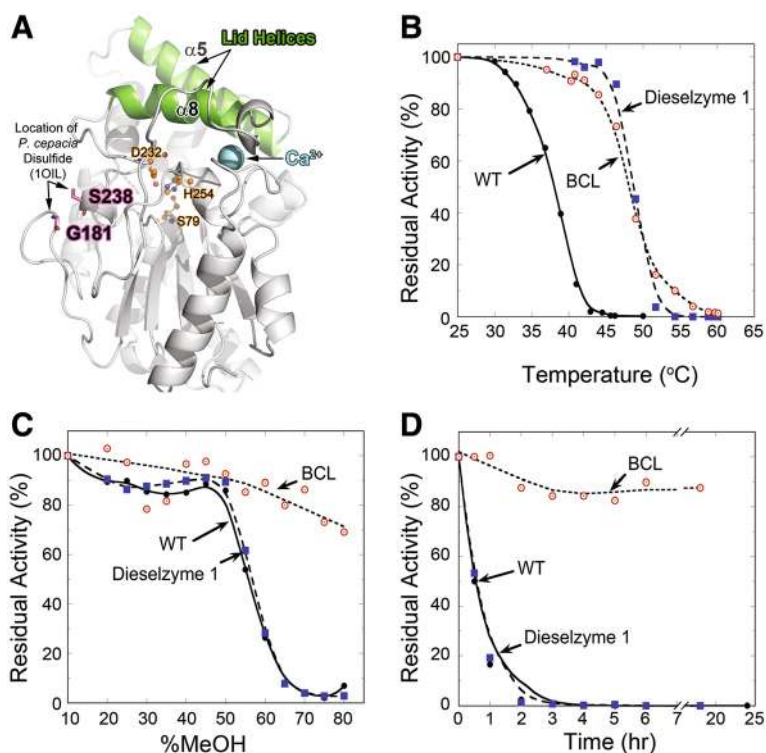 A
α5
Lid Helices
α8
Location of
P. cepacia
Disulfide
(1OIL)
D232
Ca²⁺
S238
H254
G181
S79
B
Residual Activity (%)
100
80
60
40
20
0
WT
BCL
Dieselzyme 1
25 30 35 40 45 50 55 60 65
Temperature (°C)
C
Residual Activity (%)
100
80
60
40
20
0
BCL
WT
Dieselzyme 1
10 20 30 40 50 60 70 80
%MeOH
D
Residual Activity (%)
100
80
60
40
20
0
BCL
WT
Dieselzyme 1
0 1 2 3 4 5 6 7 20 25
Time (hr)